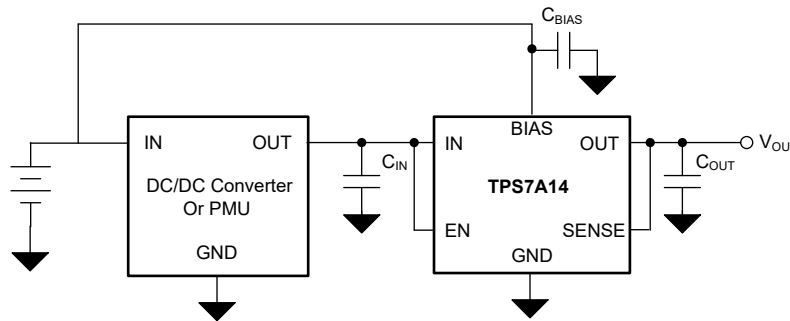 CBIAS
IN
OUT
DC/DC Converter
Or PMU
GND
CIN
IN
BIAS
OUT
TPS7A14
EN
SENSE
GND
COUT
VOU